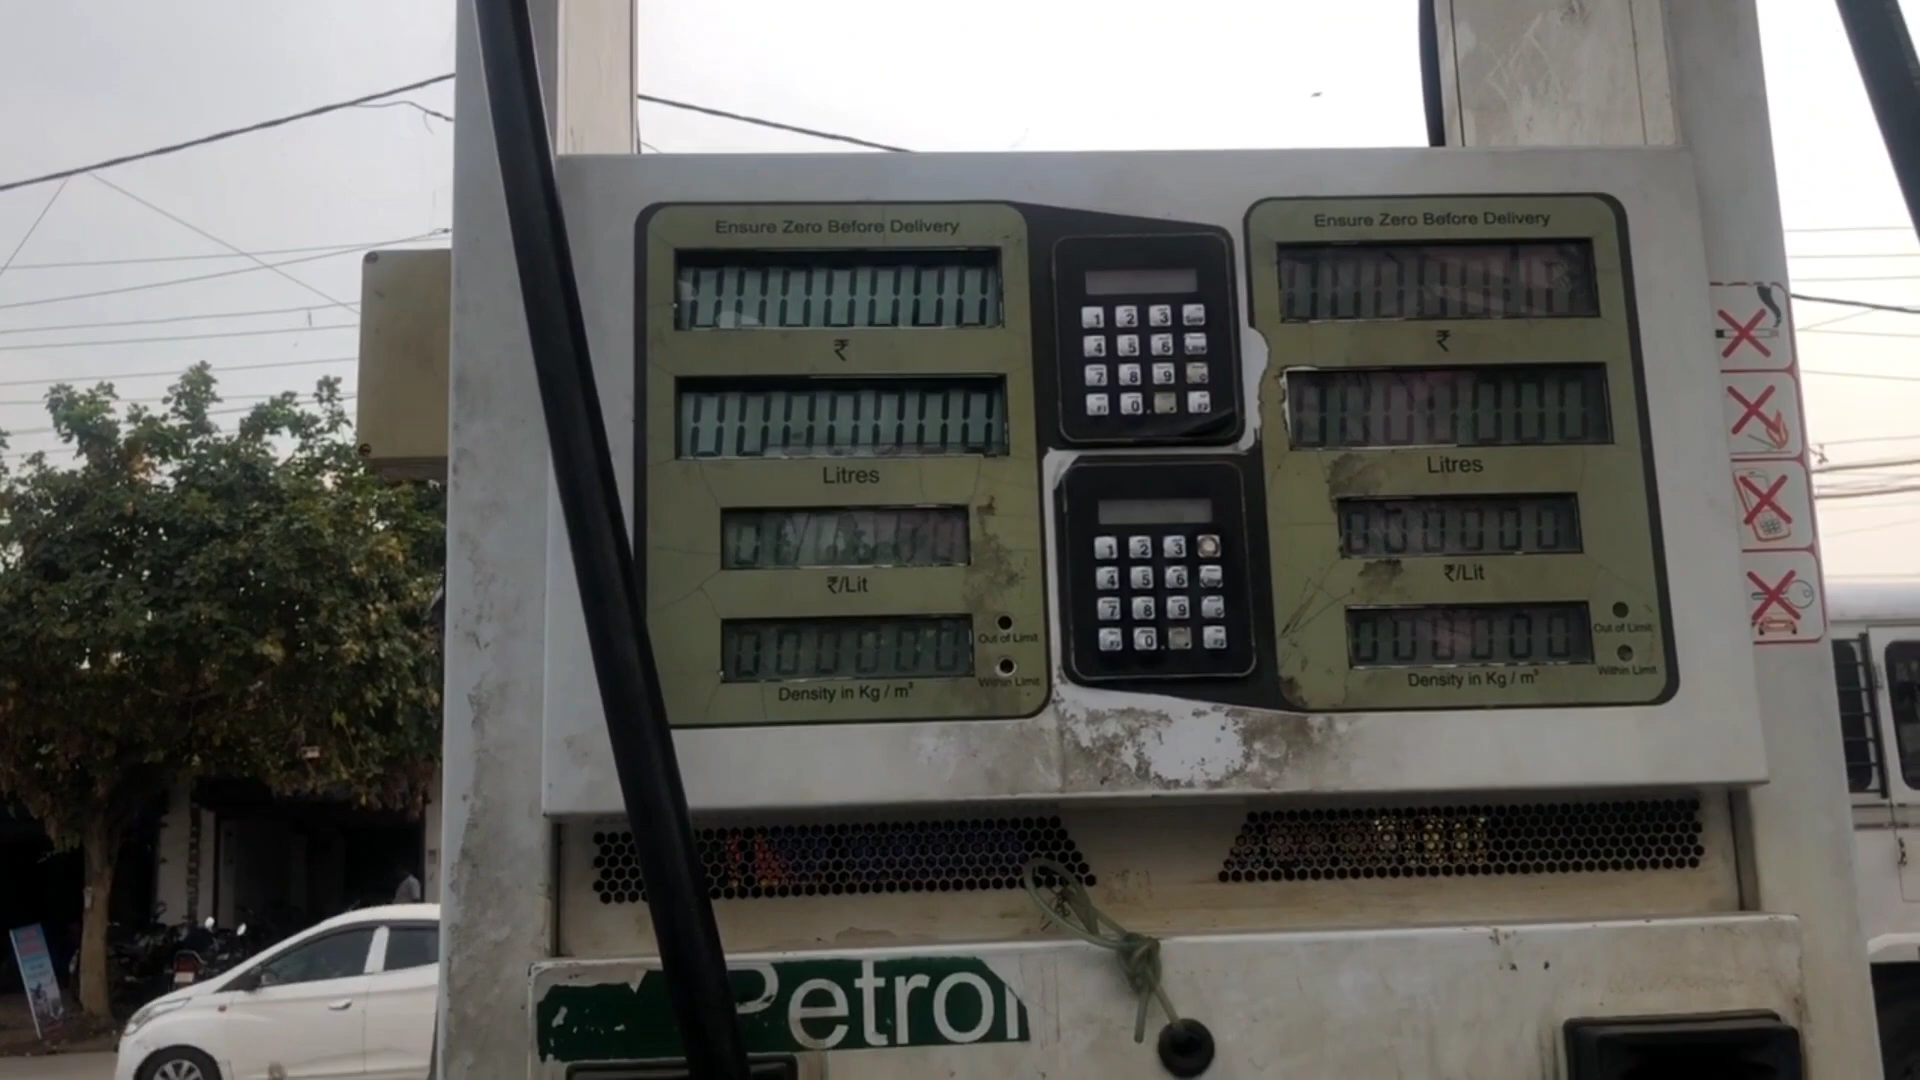 Ensure Zero Before Delivery
₹
Litres
₹/Lit
Out of Limit
Within Limit
Density in Kg / m³
1 2 3
4 5 6
7 8 9
0 .
1 2 3
4 5 6
7 8 9
0 .
Ensure Zero Before Delivery
₹
Litres
₹/Lit
000000
Out of Limit
Within Limit
Density in Kg / m³
Petrol